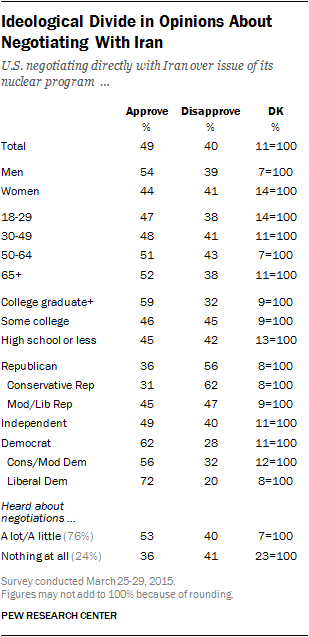 Ideological Divide in Opinions About
Negotiating With Iran
U.S. negotiating directly with Iran over issue of its
nuclear program ...
Approve Disapprove DK
% % %
Total 49 40 11=100
Men 54 39 7=100
Women 44 41 14=100
18-29 47 38 14=100
30-49 48 41 11=100
50-64 51 43 7=100
65+ 52 38 11=100
College graduate+ 59 32 9=100
Some college 46 45 9=100
High school or less 45 42 13=100
Republican 36 56 8=100
Conservative Rep 31 62 8=100
Mod/Lib Rep 45 47 9=100
Independent 49 40 11=100
Democrat 62 28 11=100
Cons/Mod Dem 56 32 12=100
Liberal Dem 72 20 8=100
Heard about
negotiations ...
A lot/A little (76%) 53 40 7=100
Nothing at all (24%) 36 41 23=100
Survey conducted March 25-29, 2015.
Figures may not add to 100% because of rounding.
PEW RESEARCH CENTER